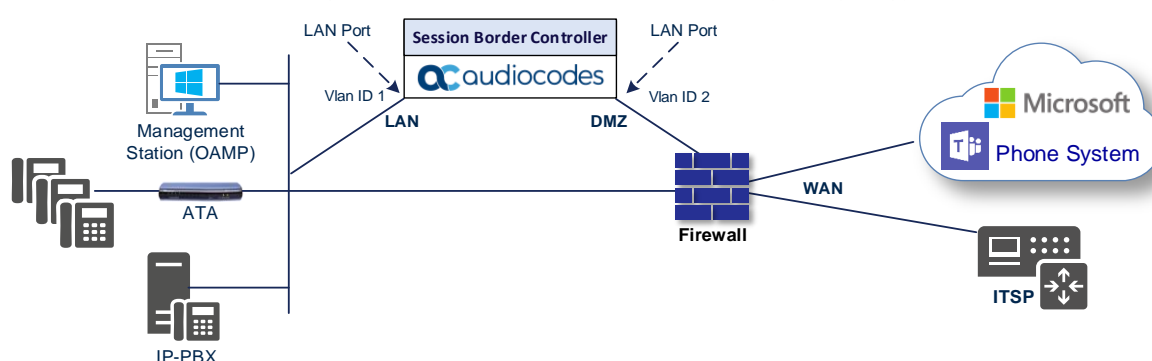 LAN Port
Session Border Controller
LAN Port
audiocodes
Vlan ID 1
Vlan ID 2
LAN
DMZ
Microsoft
Phone System
Management
Station (OAMP)
ATA
WAN
Firewall
ITSP
IP-PBX